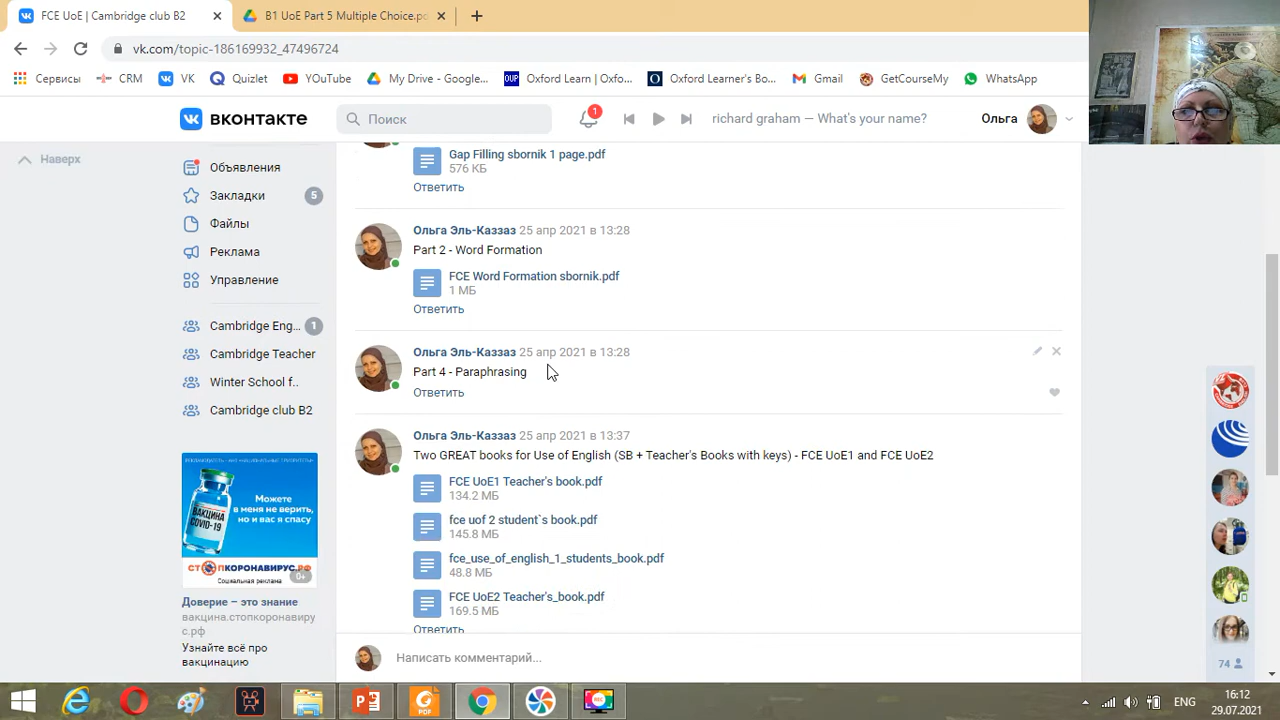 FCE UoE | Cambridge club B2
B1 UoE Part 5 Multiple Choice.pd
vk.com/topic-186169932_47496724
Сервисы
CRM
VK
Quizlet
YOutube
My Drive - Google...
OUP
Oxford Learn | Oxfo...
Oxford Learner's Bo...
Gmail
GetCourseMy
WhatsApp
вконтакте
Поиск
1
richard graham — What's your name?
Ольга
Наверх
Объявления
Закладки
5
Файлы
Реклама
Управление
Cambridge Eng...
1
Cambridge Teacher
Winter School f..
Cambridge club B2
Можете
в меня не верить,
но и вас я спасу
ВАКЦИНА
COVID-19
СТОПКОРОНАВИРУС.РФ
Социальная реклама
0+
Доверие – это знание
вакцина.стопкоронавиру
с.рф
Узнайте всё про
вакцинацию
Gap Filling sbornik 1 page.pdf
576 КБ
Ответить
Ольга Эль-Каззаз 25 апр 2021 в 13:28
Part 2 - Word Formation
FCE Word Formation sbornik.pdf
1 МБ
Ответить
Ольга Эль-Каззаз 25 апр 2021 в 13:28
Part 4 - Paraphrasing
Ответить
Ольга Эль-Каззаз 25 апр 2021 в 13:37
Two GREAT books for Use of English (SB + Teacher's Books with keys) - FCE UoE1 and FCE UoE2
FCE UoE1 Teacher's book.pdf
134.2 МБ
fce uof 2 student`s book.pdf
145.8 МБ
fce_use_of_english_1_students_book.pdf
48.8 МБ
FCE UoE2 Teacher's_book.pdf
169.5 МБ
Ответить
Написать комментарий...
74
PDF
REC
ENG
16:12
29.07.2021